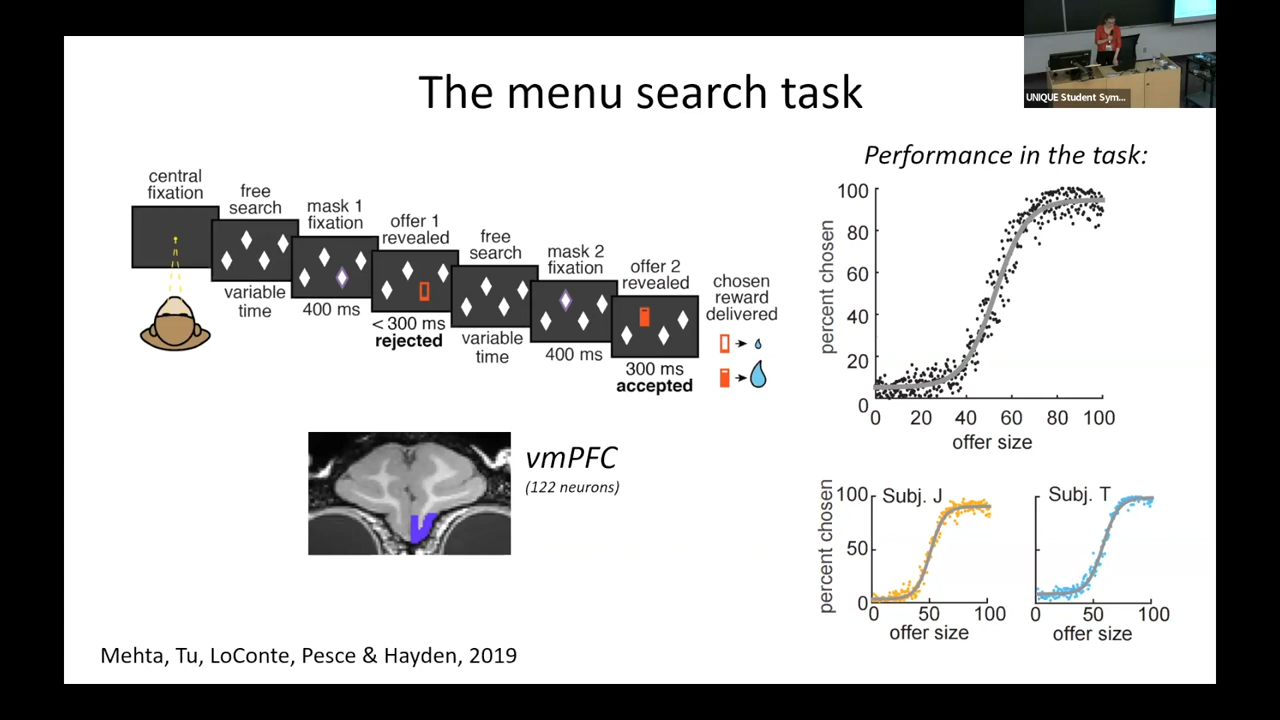 The menu search task
UNIQUE Student Sym...
central
fixation
free
search
mask 1
fixation
offer 1
revealed
free
search
mask 2
fixation
offer 2
revealed
chosen
reward
delivered
variable
time
400 ms
< 300 ms
rejected
variable
time
400 ms
300 ms
accepted
vmPFC
(122 neurons)
Performance in the task:
percent chosen
100
80
60
40
20
0
0 20 40 60 80 100
offer size
percent chosen
100
50
0
Subj. J
0 50 100
offer size
Subj. T
0 50 100
offer size
Mehta, Tu, LoConte, Pesce & Hayden, 2019